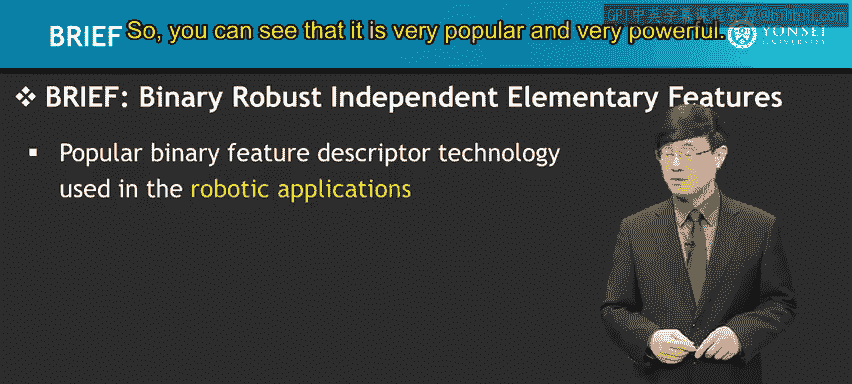 BRIEF
So, you can see that it is very popular and very powerful.
YONSEI
UNIVERSITY
❖ BRIEF: Binary Robust Independent Elementary Features
▪ Popular binary feature descriptor technology
used in the robotic applications